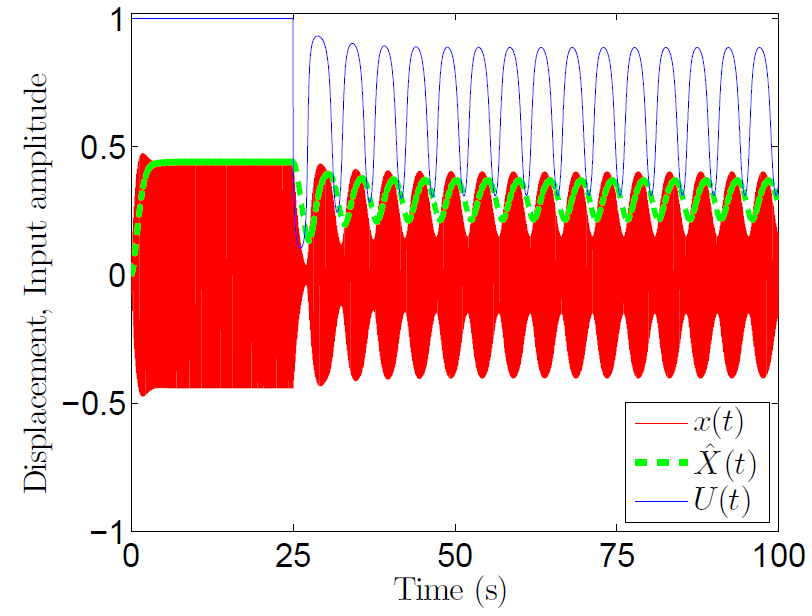 Displacement, Input amplitude
1
0.5
0
−0.5
−1
0
25
50
75
100
Time (s)
x(t)
X̂(t)
U(t)